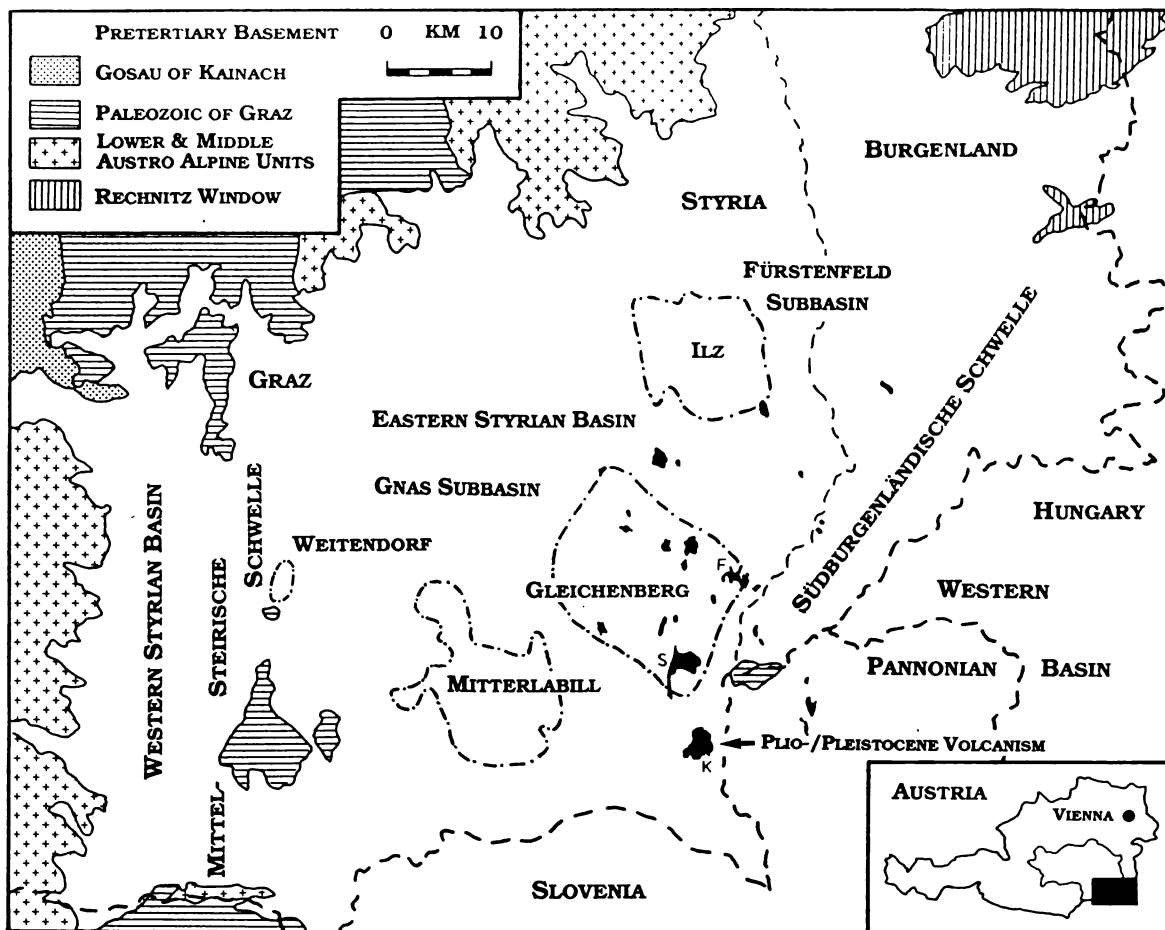 PRETERTIARY BASEMENT
GOSAU OF KAINACH
PALEOZOIC OF GRAZ
LOWER & MIDDLE
AUSTRO ALPINE UNITS
RECHNITZ WINDOW
0 KM 10
BURGENLAND
STYRIA
FÜRSTENFELD
SUBBASIN
ILZ
GRAZ
EASTERN STYRIAN BASIN
GNAS SUBBASIN
WEITENDORF
WESTERN STYRIAN BASIN
MITTEL-
STEIRISCHE
SCHWELLE
SÜDBURGENLÄNDISCHE SCHWELLE
HUNGARY
F
GLEICHENBERG
WESTERN
S
MITTERLABILL
PANNONIAN
BASIN
PLIO-/PLEISTOCENE VOLCANISM
K
SLOVENIA
AUSTRIA
VIENNA